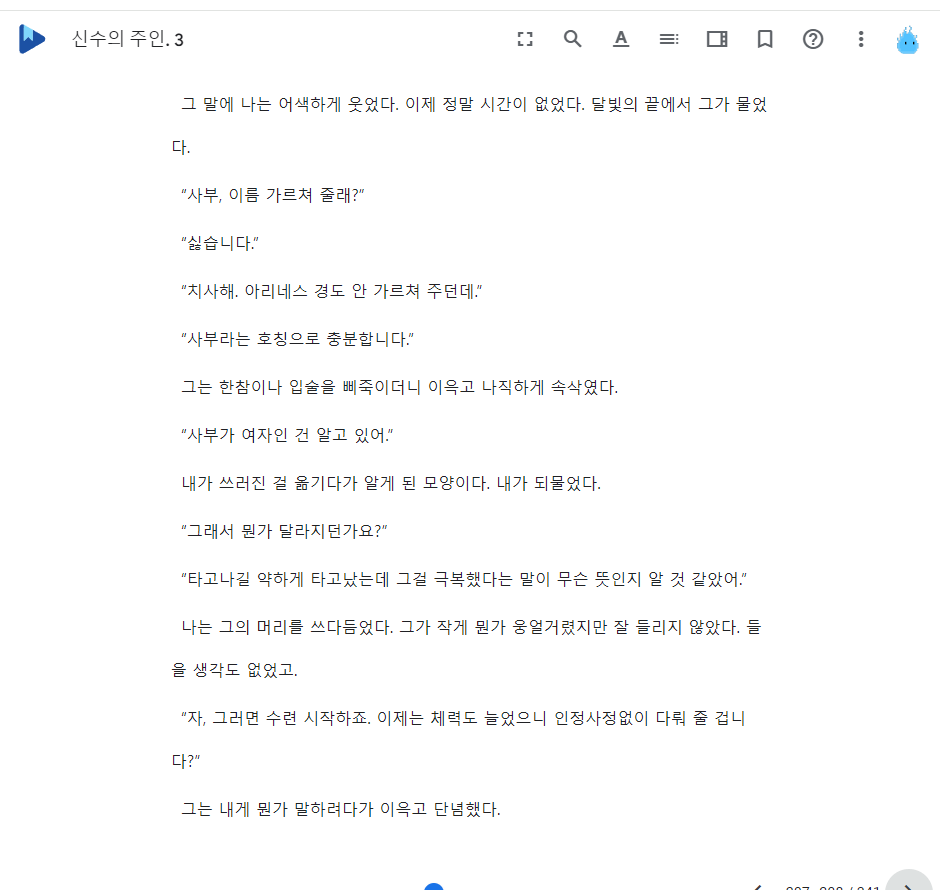 신수의 주인. 3
그 말에 나는 어색하게 웃었다. 이제 정말 시간이 없었다. 달빛의 끝에서 그가 물었
다.
"사부, 이름 가르쳐 줄래?"
"싫습니다."
"치사해. 아리네스 경도 안 가르쳐 주던데."
"사부라는 호칭으로 충분합니다."
그는 한참이나 입술을 삐죽이더니 이윽고 나직하게 속삭였다.
"사부가 여자인 건 알고 있어."
내가 쓰러진 걸 옮기다가 알게 된 모양이다. 내가 되물었다.
"그래서 뭔가 달라지던가요?"
"타고나길 약하게 타고났는데 그걸 극복했다는 말이 무슨 뜻인지 알 것 같았어."
나는 그의 머리를 쓰다듬었다. 그가 작게 뭔가 웅얼거렸지만 잘 들리지 않았다. 들
을 생각도 없었고.
"자, 그러면 수련 시작하죠. 이제는 체력도 늘었으니 인정사정없이 다뤄 줄 겁니
다?"
그는 내게 뭔가 말하려다가 이윽고 단념했다.